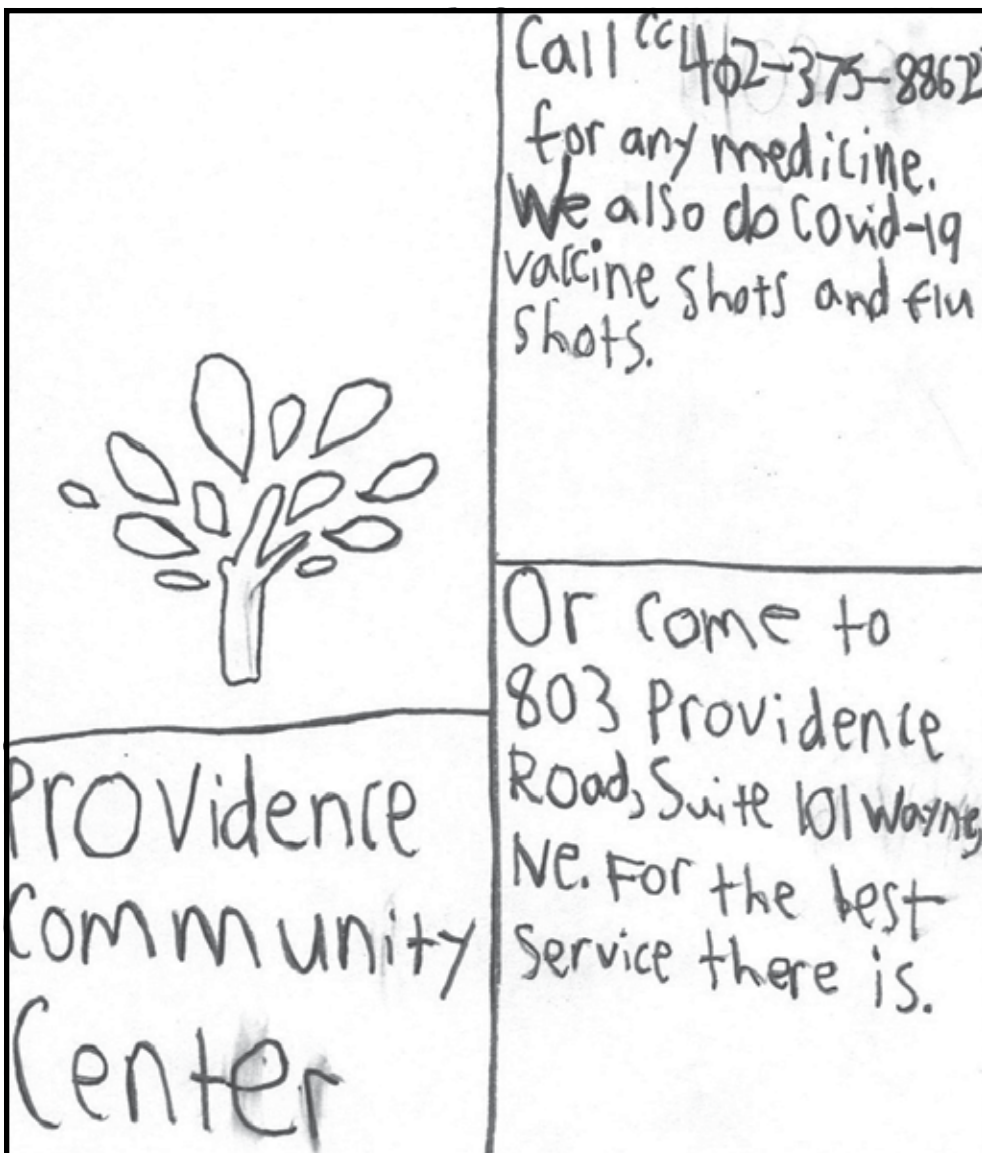 Providence
Community
Center
Call "402-375-8862"
for any medicine.
We also do Covid-19
vaccine shots and flu
shots.
Or come to
803 Providence
Road, Suite 101 Wayne,
NE. For the best
service there is.